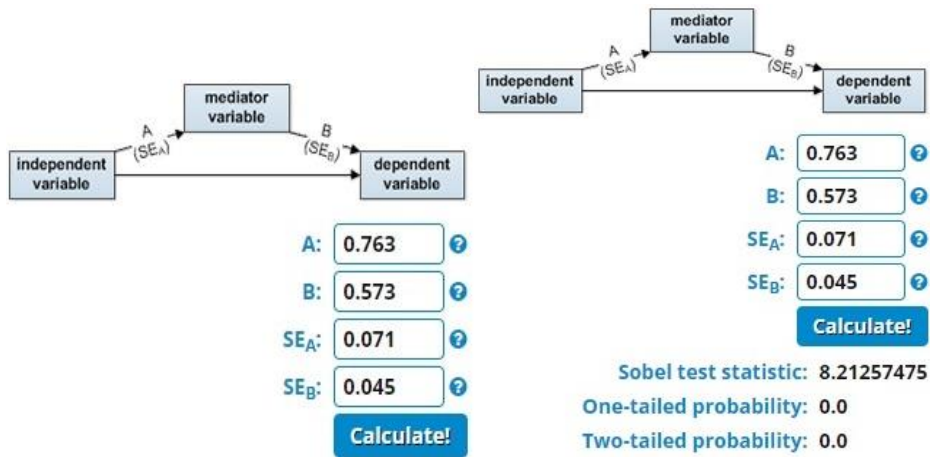 mediator
variable
A
(SEA)
B
(SEB)
independent
variable
dependent
variable
A: 0.763 ?
B: 0.573 ?
SEA: 0.071 ?
SEB: 0.045 ?
Calculate!
mediator
variable
A
(SEA)
B
(SEB)
independent
variable
dependent
variable
A: 0.763 ?
B: 0.573 ?
SEA: 0.071 ?
SEB: 0.045 ?
Calculate!
Sobel test statistic: 8.21257475
One-tailed probability: 0.0
Two-tailed probability: 0.0